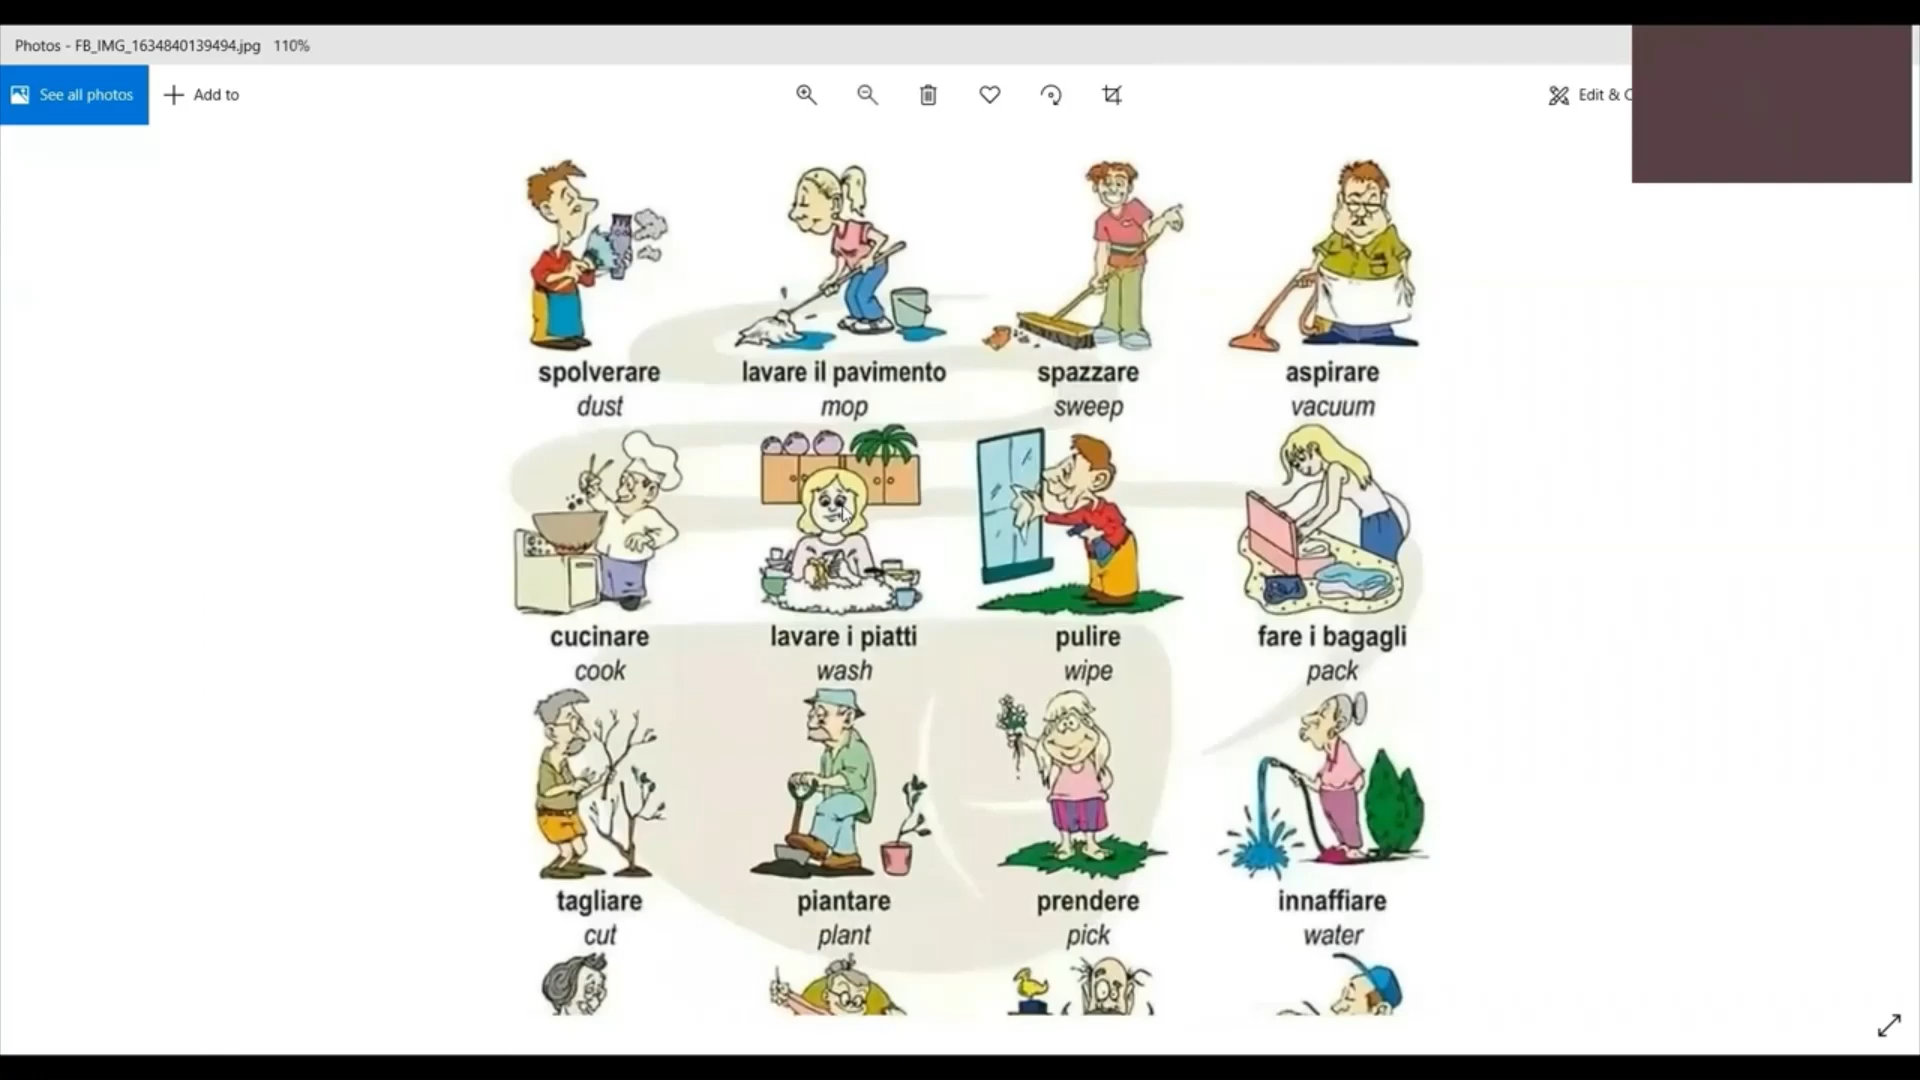 Photos - FB_IMG_1634840139494.jpg 110%
See all photos
Add to
Edit & C
spolverare lavare il pavimento spazzare aspirare
dust mop sweep vacuum
cucinare lavare i piatti pulire fare i bagagli
cook wash wipe pack
tagliare piantare prendere innaffiare
cut plant pick water